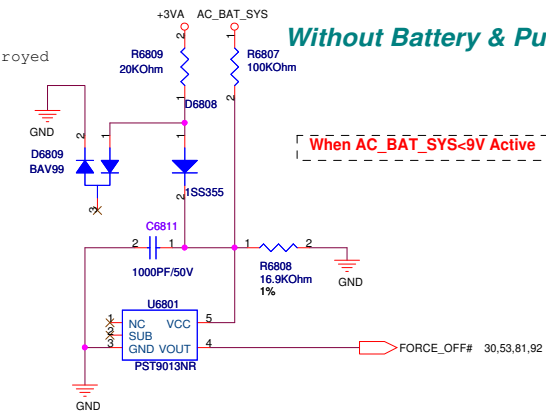 +3VA AC_BAT_SYS
Without Battery & Pu
royed
2
1
R6809
20KOhm
R6807
100KOhm
1
2
D6808
GND
2
1
1
D6809
BAV99
When AC_BAT_SYS<9V Active
3
2
1SS355
C6811
2
1
1
2
1000PF/50V
R6808
16.9KOhm
1%
GND
U6801
1
NC
VCC
5
2
SUB
3
GND
VOUT
4
FORCE_OFF# 30,53,81,92
PST9013NR
GND